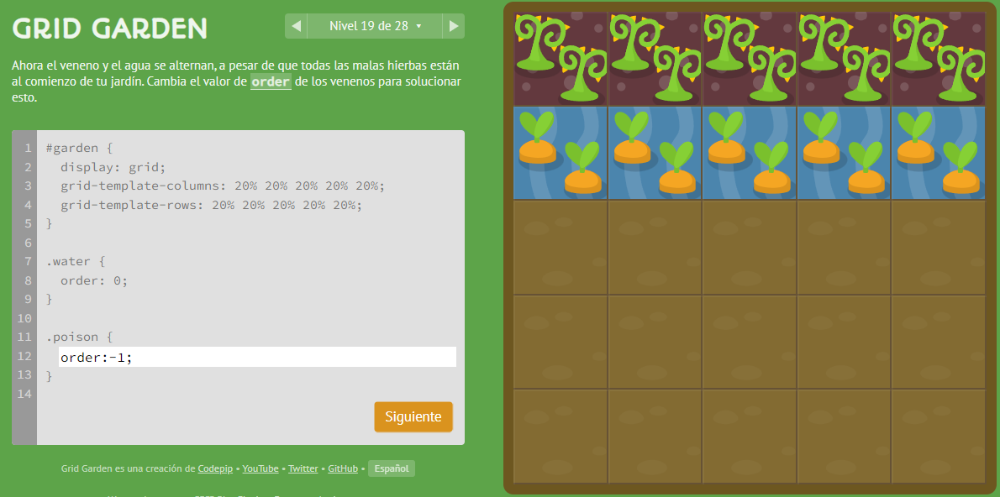 GRID GARDEN
Nivel 19 de 28
Ahora el veneno y el agua se alternan, a pesar de que todas las malas hierbas están
al comienzo de tu jardín. Cambia el valor de order de los venenos para solucionar
esto.
1 #garden {
2 display: grid;
3 grid-template-columns: 20% 20% 20% 20% 20%;
4 grid-template-rows: 20% 20% 20% 20% 20%;
5 }
6
7 .water {
8 order: 0;
9 }
10
11 .poison {
12 order:-1;
13 }
14
Siguiente
Grid Garden es una creación de Codepip • YouTube • Twitter • GitHub • Español